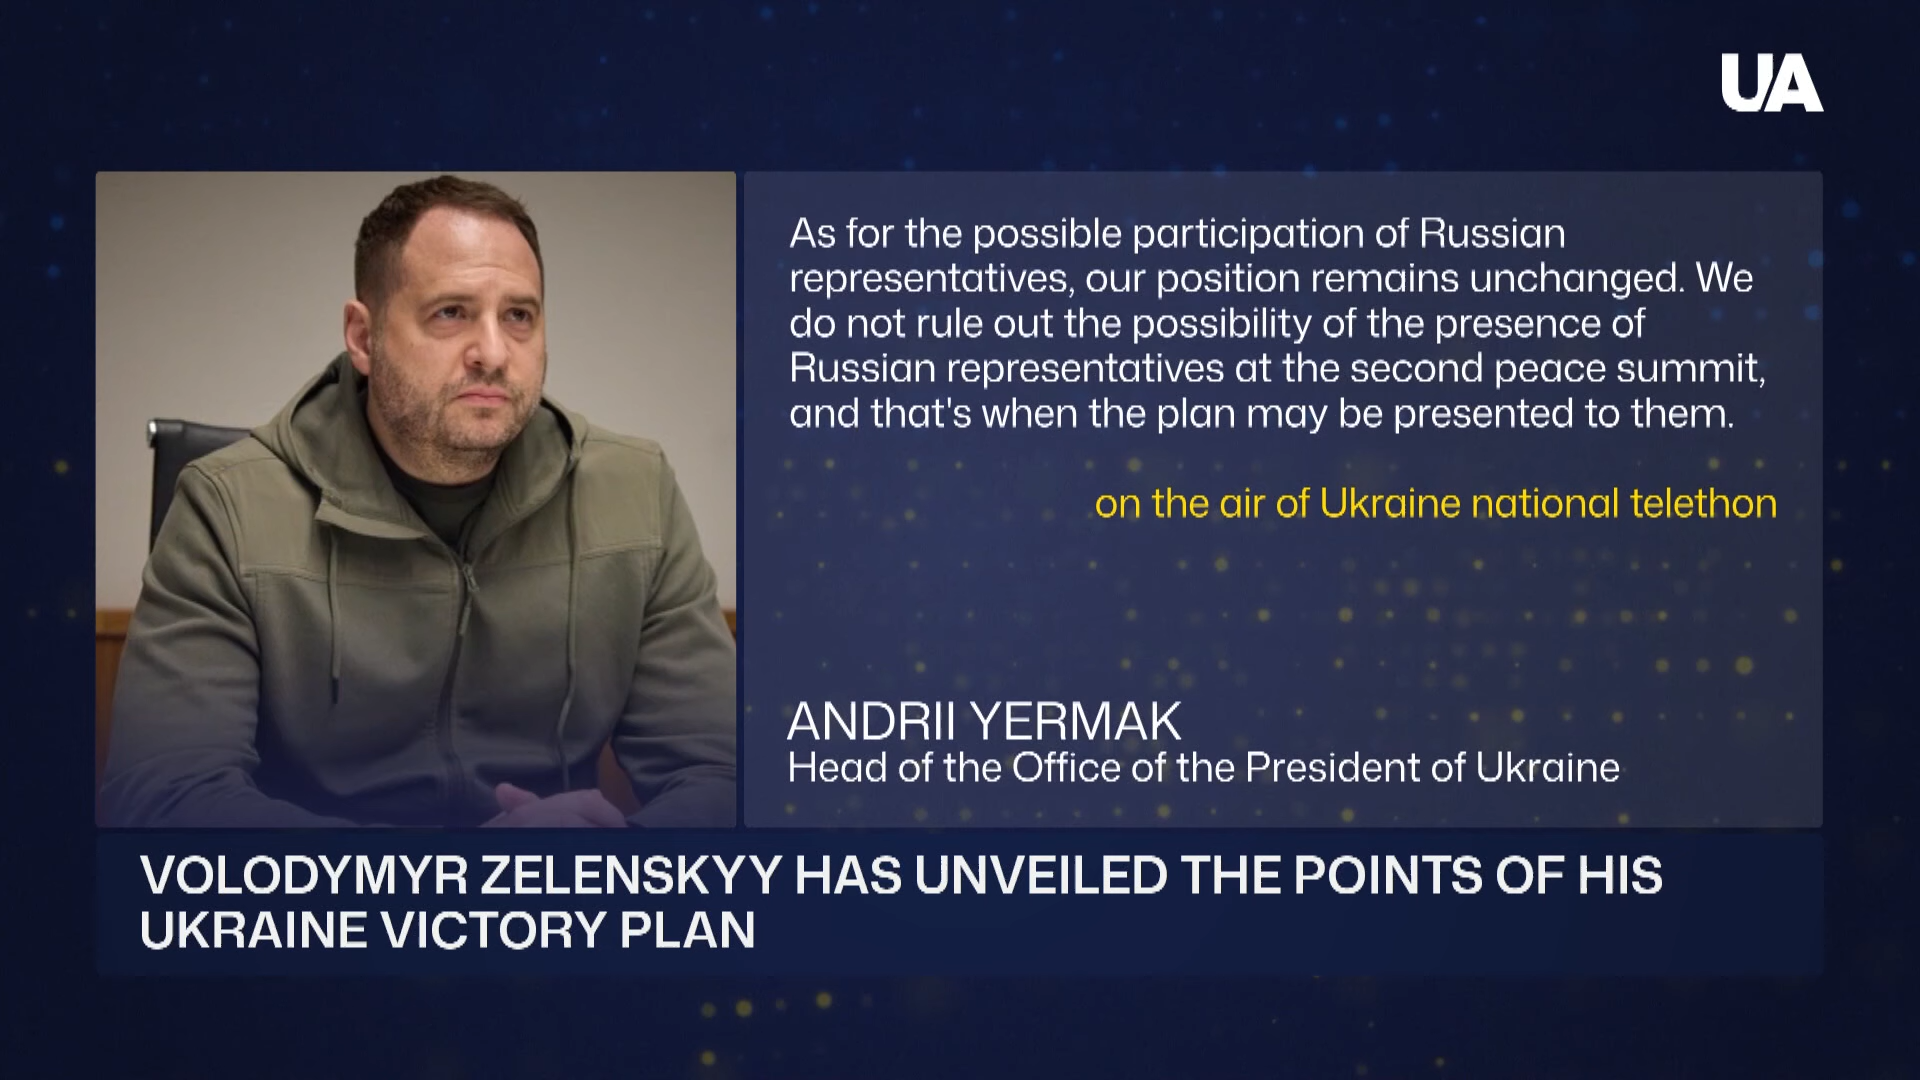 UA
As for the possible participation of Russian
representatives, our position remains unchanged. We
do not rule out the possibility of the presence of
Russian representatives at the second peace summit,
and that's when the plan may be presented to them.
on the air of Ukraine national telethon
ANDRII YERMAK
Head of the Office of the President of Ukraine
VOLODYMYR ZELENSKYY HAS UNVEILED THE POINTS OF HIS
UKRAINE VICTORY PLAN